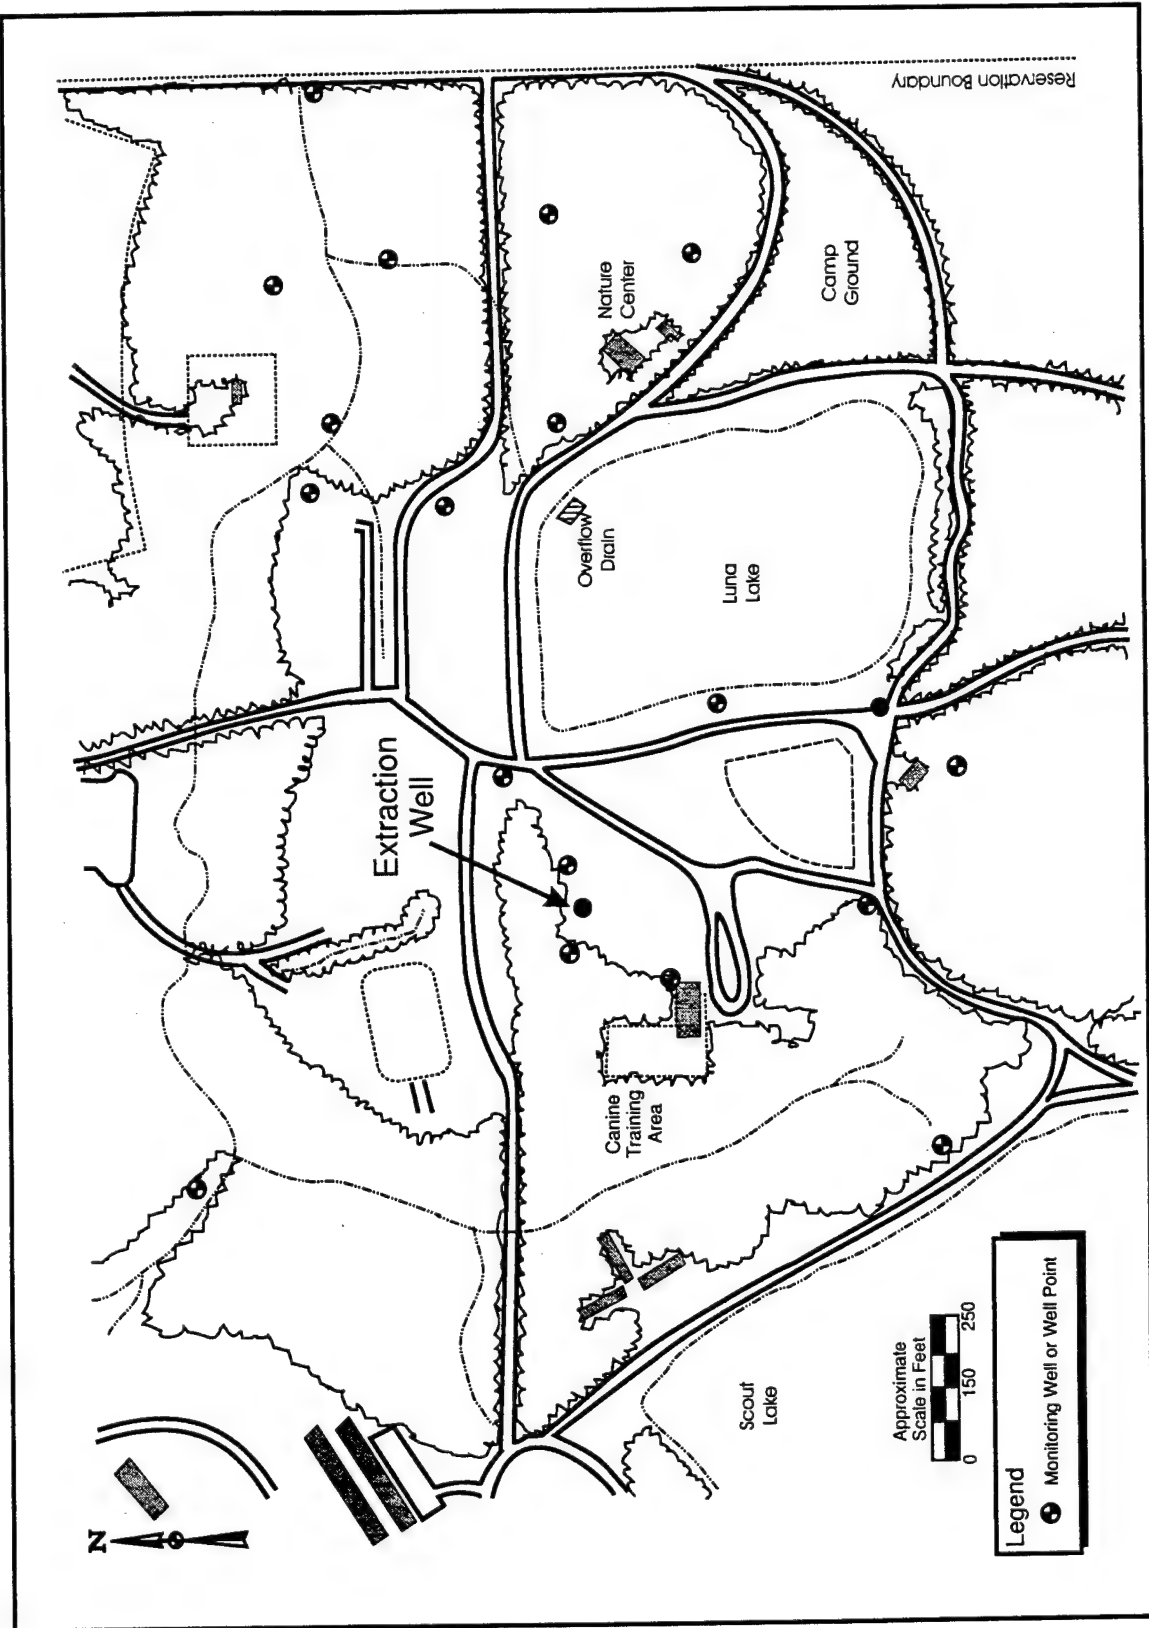 Reservation Boundary
Nature
Center
Camp
Ground
Overflow
Drain
Luna
Lake
Extraction
Well
Canine
Training
Area
Scout
Lake
Approximate
Scale in Feet
0 150 250
Legend
Monitoring Well or Well Point
N